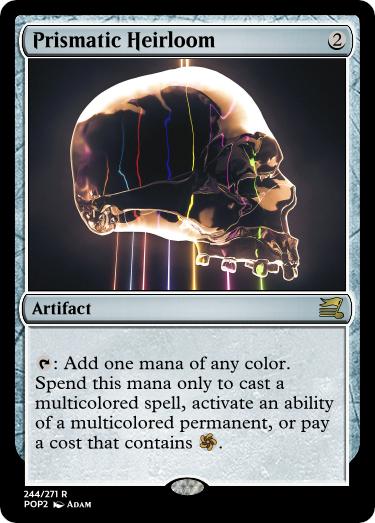 Prismatic Heirloom 2
Artifact
: Add one mana of any color.
Spend this mana only to cast a
multicolored spell, activate an ability
of a multicolored permanent, or pay
a cost that contains .
244/271 R
POP2 Adam